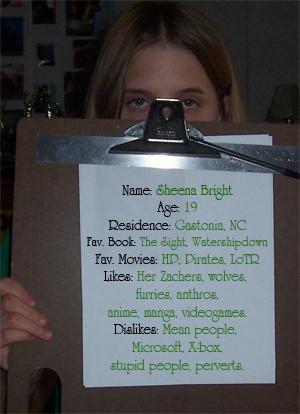 Name: Sheena Bright
Age: 19
Residence: Gastonia, NC
Fav. Book: The Sight, Watershipdown
Fav. Movies: HP, Pirates, LoTR
Likes: Her Zachers, wolves,
furries, anthros,
anime, manga, videogames.
Dislikes: Mean people,
Microsoft, X-box,
stupid people, perverts.